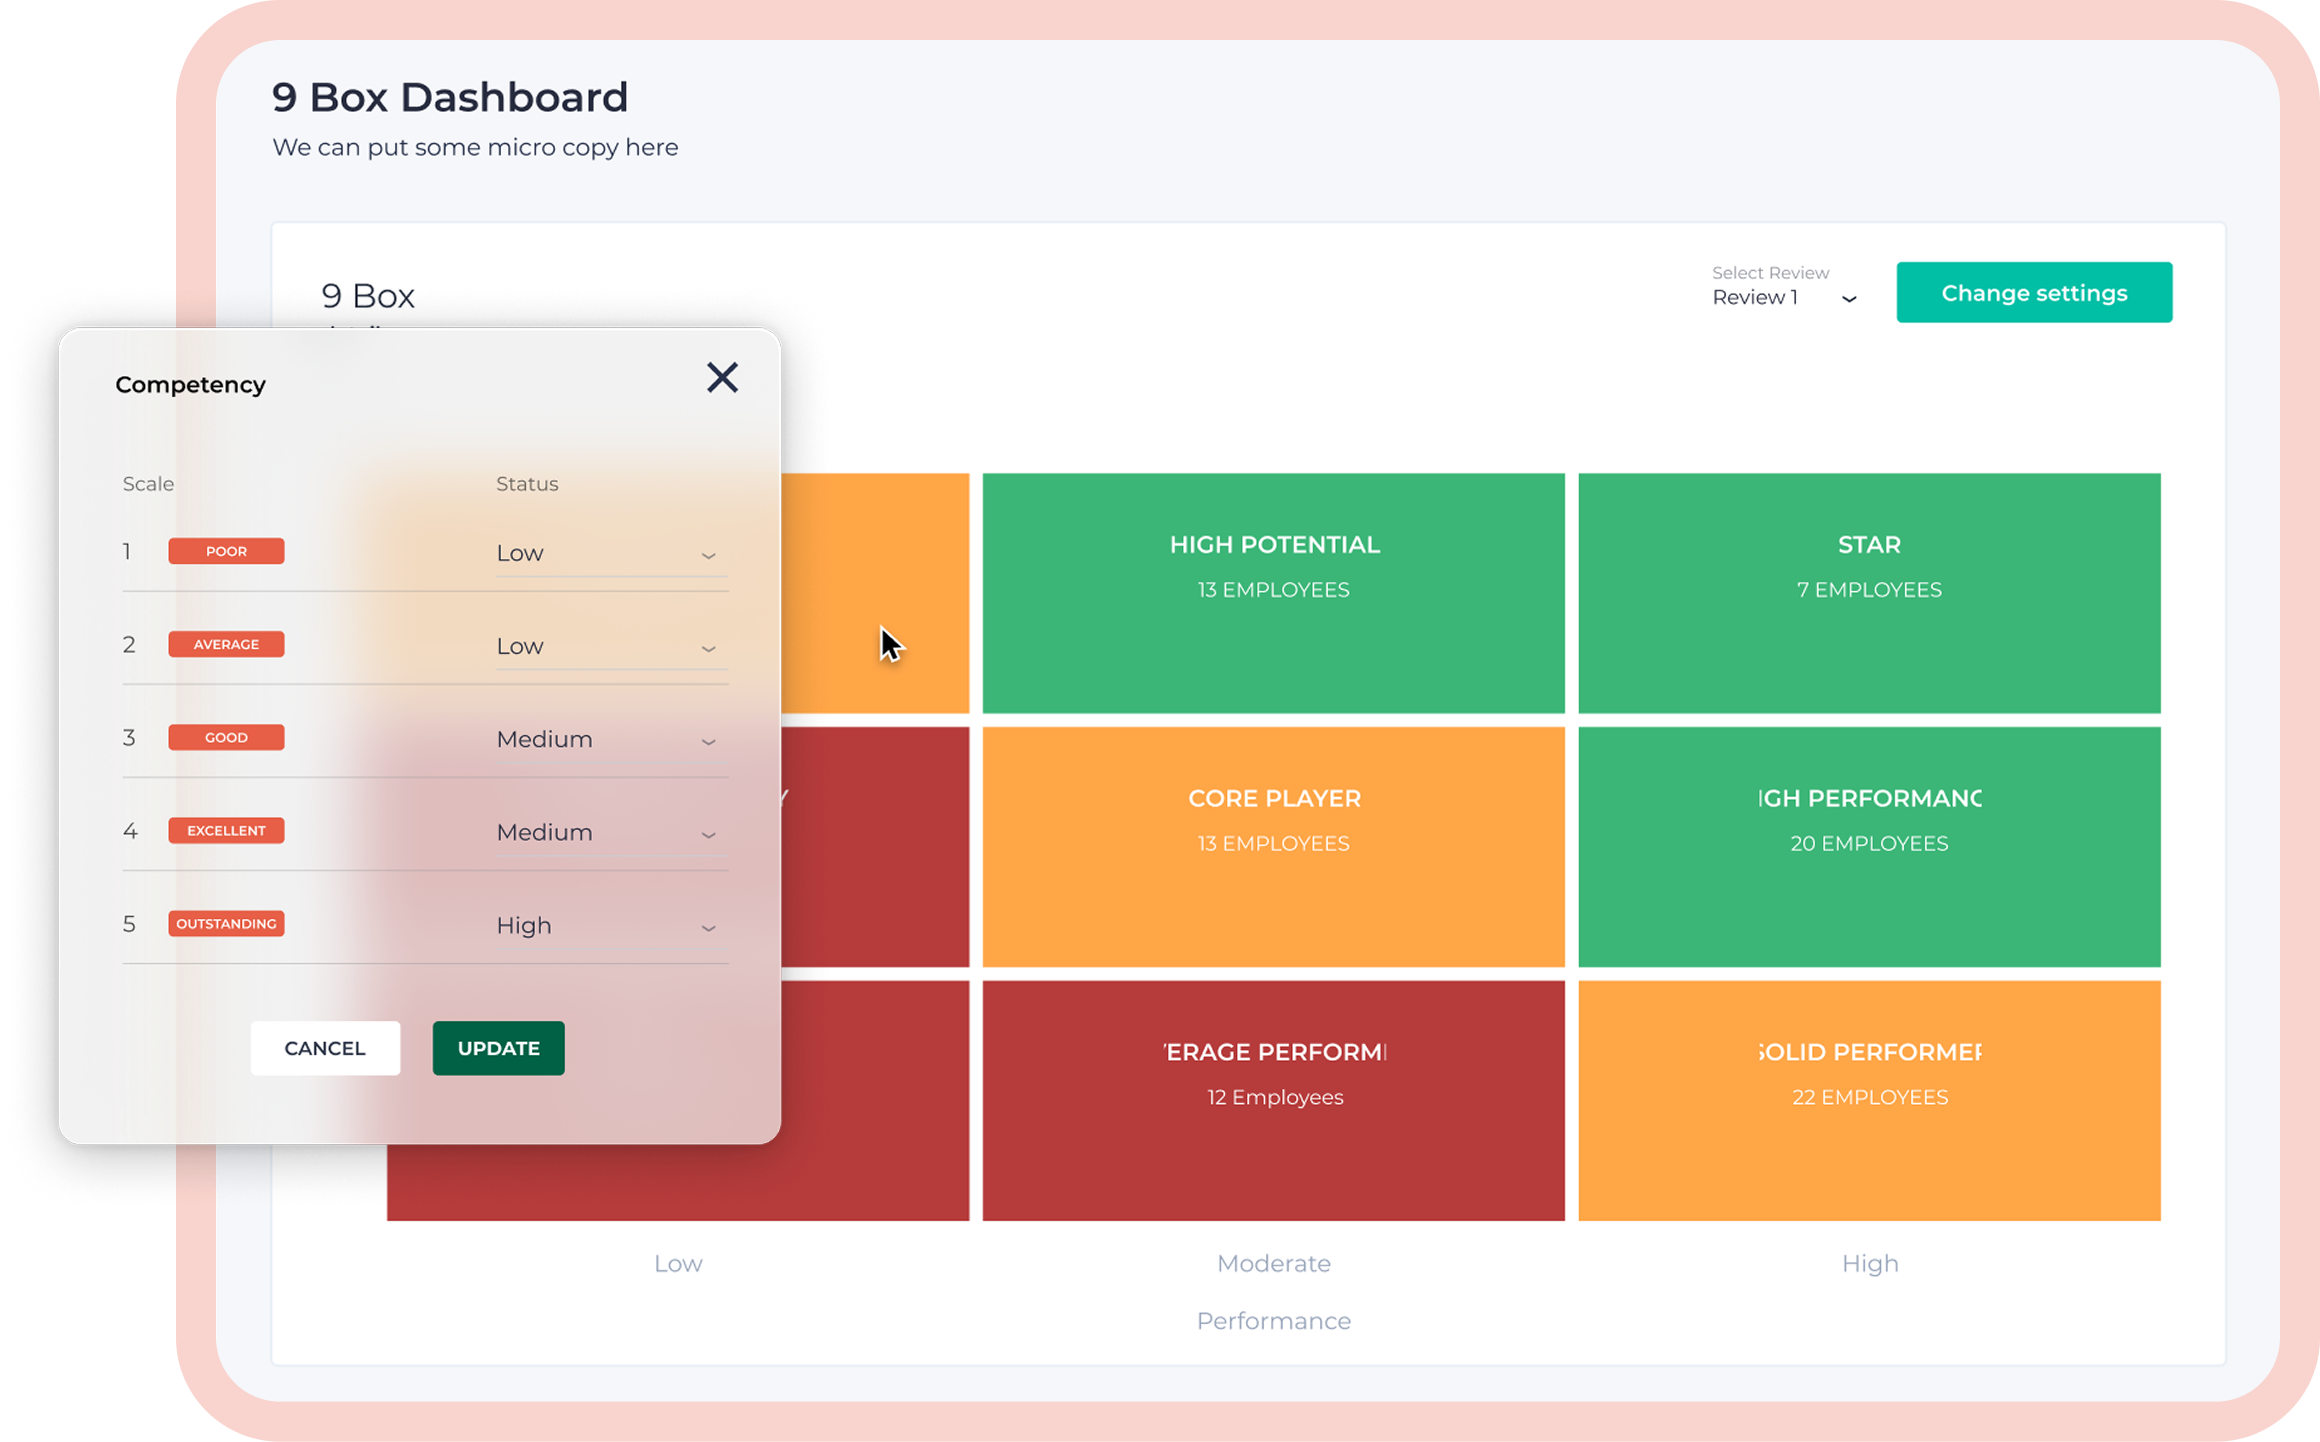 9 Box Dashboard
We can put some micro copy here
9 Box
Select Review
Review 1
Change settings
Competency
Scale Status
1 POOR Low
2 AVERAGE Low
3 GOOD Medium
4 EXCELLENT Medium
5 OUTSTANDING High
CANCEL UPDATE
HIGH POTENTIAL
13 EMPLOYEES
STAR
7 EMPLOYEES
Y
CORE PLAYER
13 EMPLOYEES
IGH PERFORMANC
20 EMPLOYEES
ERAGE PERFORM
12 Employees
SOLID PERFORMER
22 EMPLOYEES
Low Moderate High
Performance